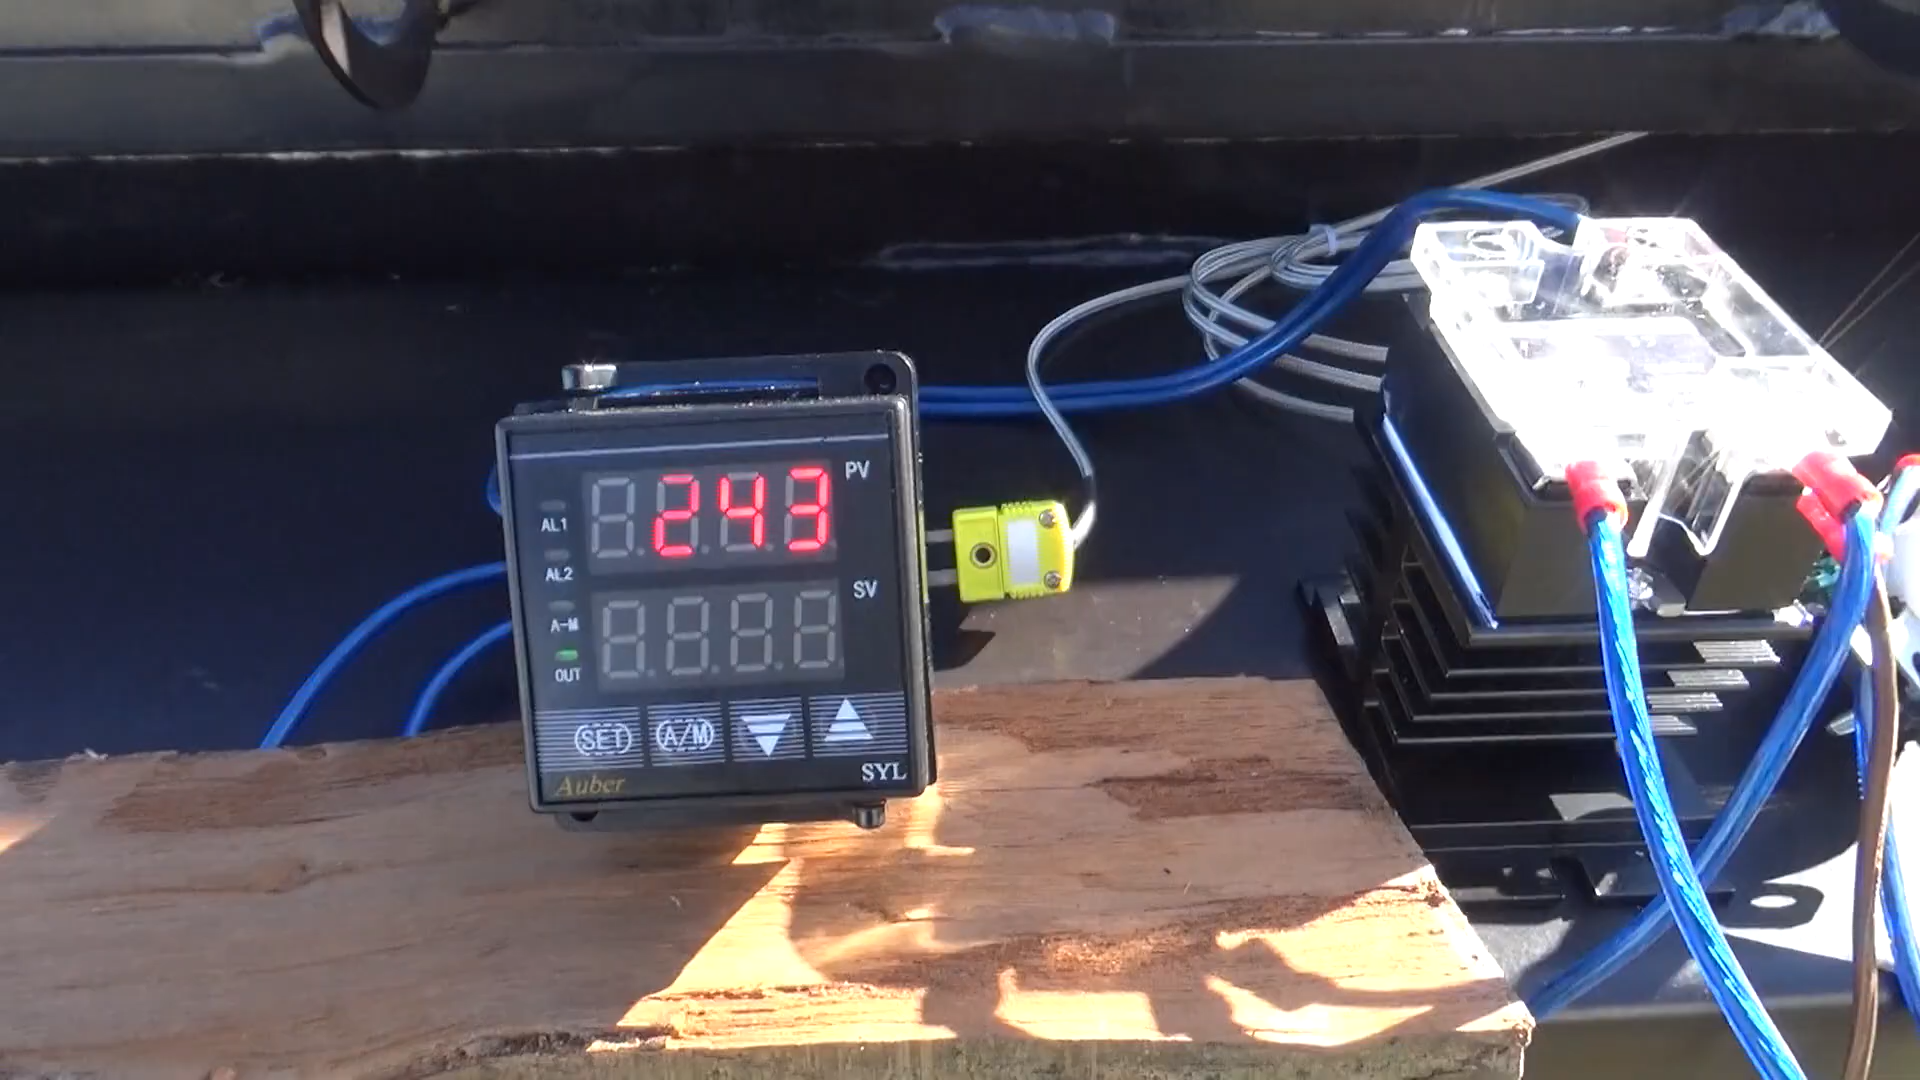 243 PV
AL1
AL2
SV
A-M
OUT
SET A/M
Auber SYL